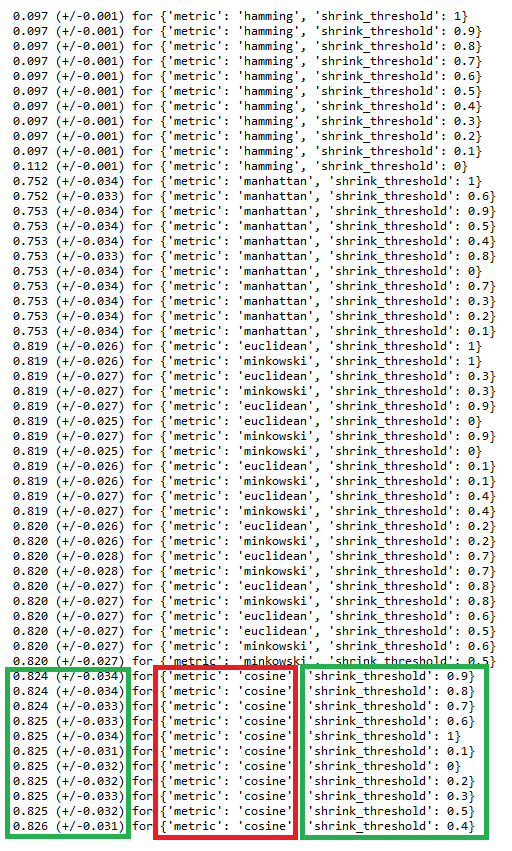 0.097 (+/-0.001) for {'metric': 'hamming', 'shrink_threshold': 1}
0.097 (+/-0.001) for {'metric': 'hamming', 'shrink_threshold': 0.9}
0.097 (+/-0.001) for {'metric': 'hamming', 'shrink_threshold': 0.8}
0.097 (+/-0.001) for {'metric': 'hamming', 'shrink_threshold': 0.7}
0.097 (+/-0.001) for {'metric': 'hamming', 'shrink_threshold': 0.6}
0.097 (+/-0.001) for {'metric': 'hamming', 'shrink_threshold': 0.5}
0.097 (+/-0.001) for {'metric': 'hamming', 'shrink_threshold': 0.4}
0.097 (+/-0.001) for {'metric': 'hamming', 'shrink_threshold': 0.3}
0.097 (+/-0.001) for {'metric': 'hamming', 'shrink_threshold': 0.2}
0.097 (+/-0.001) for {'metric': 'hamming', 'shrink_threshold': 0.1}
0.112 (+/-0.001) for {'metric': 'hamming', 'shrink_threshold': 0}
0.752 (+/-0.034) for {'metric': 'manhattan', 'shrink_threshold': 1}
0.752 (+/-0.033) for {'metric': 'manhattan', 'shrink_threshold': 0.6}
0.753 (+/-0.034) for {'metric': 'manhattan', 'shrink_threshold': 0.9}
0.753 (+/-0.034) for {'metric': 'manhattan', 'shrink_threshold': 0.5}
0.753 (+/-0.034) for {'metric': 'manhattan', 'shrink_threshold': 0.4}
0.753 (+/-0.033) for {'metric': 'manhattan', 'shrink_threshold': 0.8}
0.753 (+/-0.034) for {'metric': 'manhattan', 'shrink_threshold': 0}
0.753 (+/-0.034) for {'metric': 'manhattan', 'shrink_threshold': 0.7}
0.753 (+/-0.034) for {'metric': 'manhattan', 'shrink_threshold': 0.3}
0.753 (+/-0.034) for {'metric': 'manhattan', 'shrink_threshold': 0.2}
0.753 (+/-0.034) for {'metric': 'manhattan', 'shrink_threshold': 0.1}
0.819 (+/-0.026) for {'metric': 'euclidean', 'shrink_threshold': 1}
0.819 (+/-0.026) for {'metric': 'minkowski', 'shrink_threshold': 1}
0.819 (+/-0.027) for {'metric': 'euclidean', 'shrink_threshold': 0.3}
0.819 (+/-0.027) for {'metric': 'minkowski', 'shrink_threshold': 0.3}
0.819 (+/-0.027) for {'metric': 'euclidean', 'shrink_threshold': 0.9}
0.819 (+/-0.025) for {'metric': 'euclidean', 'shrink_threshold': 0}
0.819 (+/-0.027) for {'metric': 'minkowski', 'shrink_threshold': 0.9}
0.819 (+/-0.025) for {'metric': 'minkowski', 'shrink_threshold': 0}
0.819 (+/-0.026) for {'metric': 'euclidean', 'shrink_threshold': 0.1}
0.819 (+/-0.026) for {'metric': 'minkowski', 'shrink_threshold': 0.1}
0.819 (+/-0.027) for {'metric': 'euclidean', 'shrink_threshold': 0.4}
0.819 (+/-0.027) for {'metric': 'minkowski', 'shrink_threshold': 0.4}
0.820 (+/-0.026) for {'metric': 'euclidean', 'shrink_threshold': 0.2}
0.820 (+/-0.026) for {'metric': 'minkowski', 'shrink_threshold': 0.2}
0.820 (+/-0.028) for {'metric': 'euclidean', 'shrink_threshold': 0.7}
0.820 (+/-0.028) for {'metric': 'minkowski', 'shrink_threshold': 0.7}
0.820 (+/-0.027) for {'metric': 'euclidean', 'shrink_threshold': 0.8}
0.820 (+/-0.027) for {'metric': 'minkowski', 'shrink_threshold': 0.8}
0.820 (+/-0.027) for {'metric': 'euclidean', 'shrink_threshold': 0.6}
0.820 (+/-0.027) for {'metric': 'euclidean', 'shrink_threshold': 0.5}
0.820 (+/-0.027) for {'metric': 'minkowski', 'shrink_threshold': 0.6}
0.820 (+/-0.027) for {'metric': 'minkowski', 'shrink_threshold': 0.5}
0.824 (+/-0.034) for {'metric': 'cosine' 'shrink_threshold': 0.9}
0.824 (+/-0.034) for {'metric': 'cosine' 'shrink_threshold': 0.8}
0.824 (+/-0.033) for {'metric': 'cosine' 'shrink_threshold': 0.7}
0.825 (+/-0.033) for {'metric': 'cosine' 'shrink_threshold': 0.6}
0.825 (+/-0.034) for {'metric': 'cosine' 'shrink_threshold': 1}
0.825 (+/-0.031) for {'metric': 'cosine' 'shrink_threshold': 0.1}
0.825 (+/-0.032) for {'metric': 'cosine' 'shrink_threshold': 0}
0.825 (+/-0.032) for {'metric': 'cosine' 'shrink_threshold': 0.2}
0.825 (+/-0.033) for {'metric': 'cosine' 'shrink_threshold': 0.3}
0.825 (+/-0.032) for {'metric': 'cosine' 'shrink_threshold': 0.5}
0.826 (+/-0.031) for {'metric': 'cosine' 'shrink_threshold': 0.4}